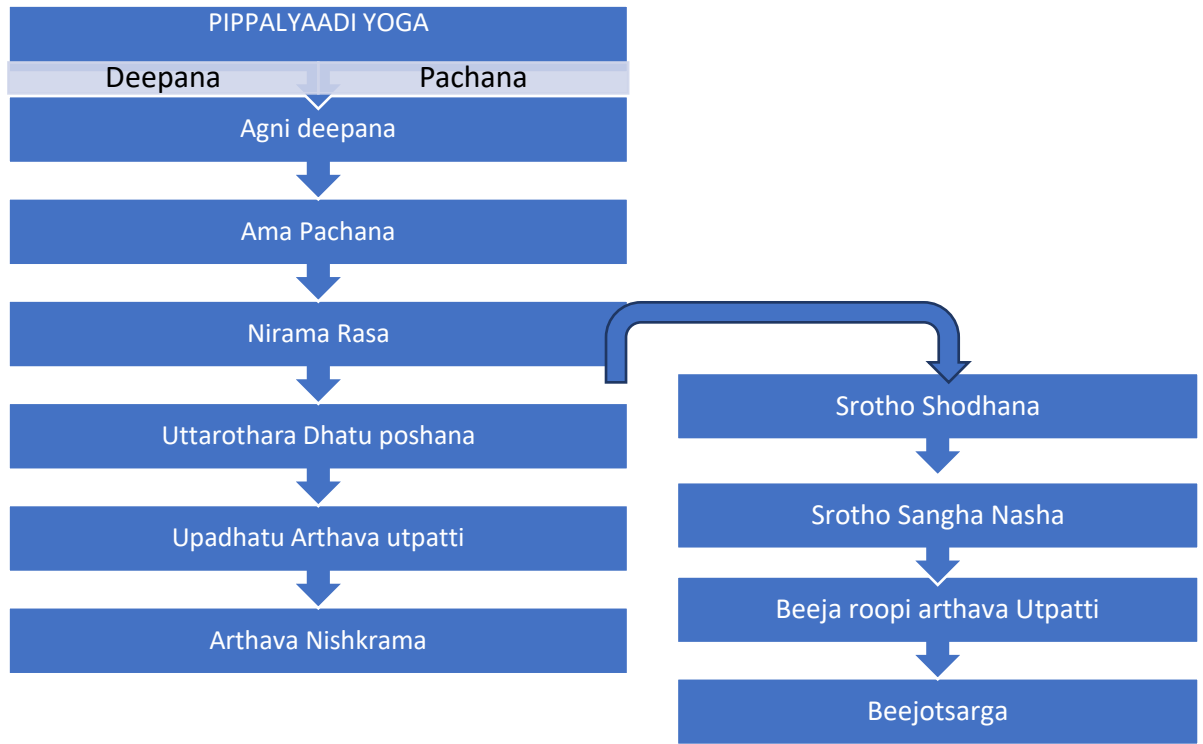 PIPPALYAADI YOGA
Deepana
Pachana
Agni deepana
Ama Pachana
Nirama Rasa
Uttarothara Dhatu poshana
Upadhatu Arthava utpatti
Arthava Nishkrama
Srotho Shodhana
Srotho Sangha Nasha
Beeja roopi arthava Utpatti
Beejotsarga